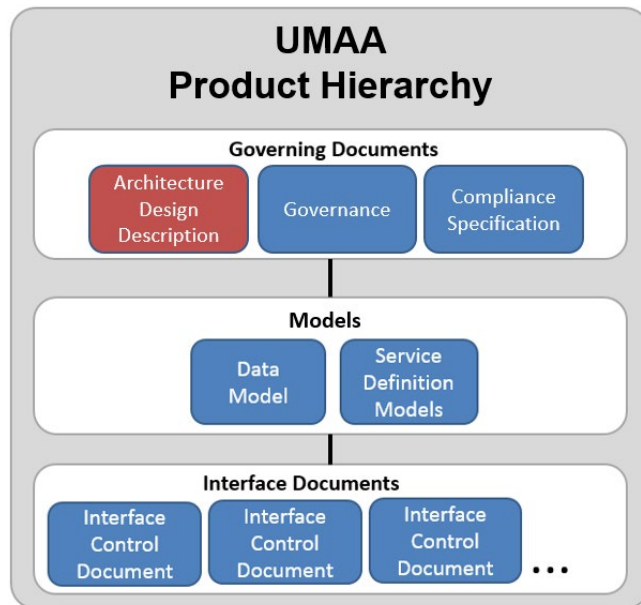 UMAA
Product Hierarchy
Governing Documents
Architecture
Design
Description
Governance
Compliance
Specification
Models
Data
Model
Service
Definition
Models
Interface Documents
Interface
Control
Document
Interface
Control
Document
Interface
Control
Document
...